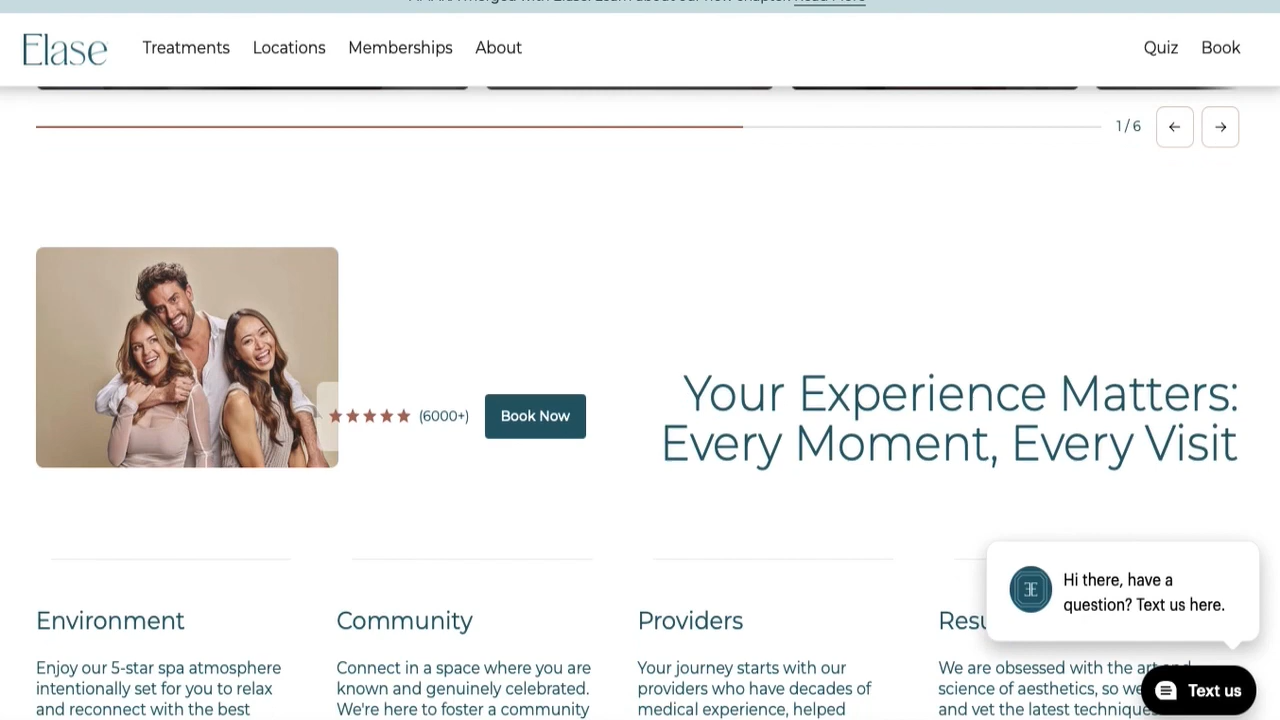 Read More
Elase
Treatments
Locations
Memberships
About
Quiz
Book
1 / 6
(6000+)
Book Now
Your Experience Matters:
Every Moment, Every Visit
Environment
Enjoy our 5-star spa atmosphere
intentionally set for you to relax
and reconnect with the best
Community
Connect in a space where you are
known and genuinely celebrated.
We're here to foster a community
Providers
Your journey starts with our
providers who have decades of
medical experience, helped
We are obsessed with the art and
science of aesthetics, so we
and vet the latest technique
Hi there, have a
question? Text us here.
Text us